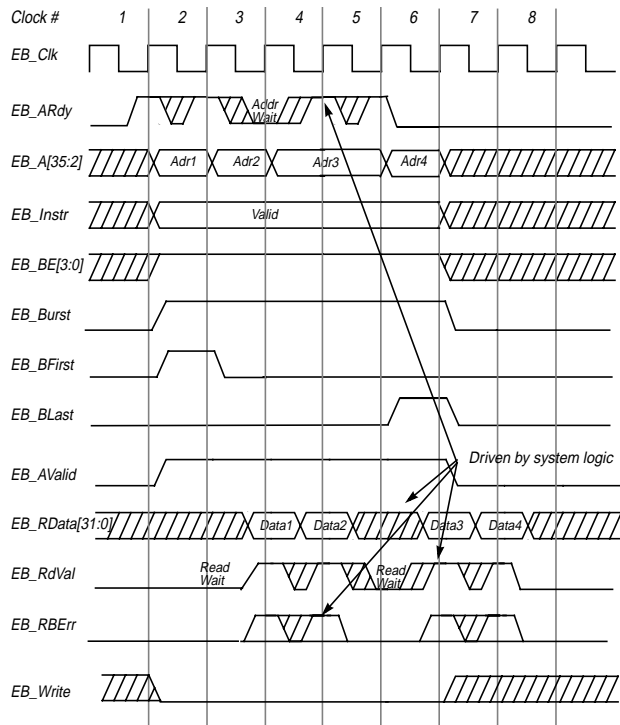 Clock # 1 2 3 4 5 6 7 8
EB_Clk
EB_ARdy
Addr
Wait
EB_A[35:2] Adr1 Adr2 Adr3 Adr4
EB_Instr Valid
EB_BE[3:0]
EB_Burst
EB_BFirst
EB_BLast
Driven by system logic
EB_AValid
EB_RData[31:0] Data1 Data2 Data3 Data4
EB_RdVal
Read
Wait
Read
Wait
EB_RBErr
EB_Write